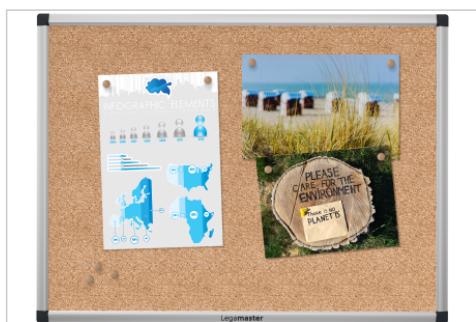 INFOGRAPHIC ELEMENTS
PLEASE
CARE FOR THE
ENVIRONMENT
THERE IS NO
PLANET B
Legamaster